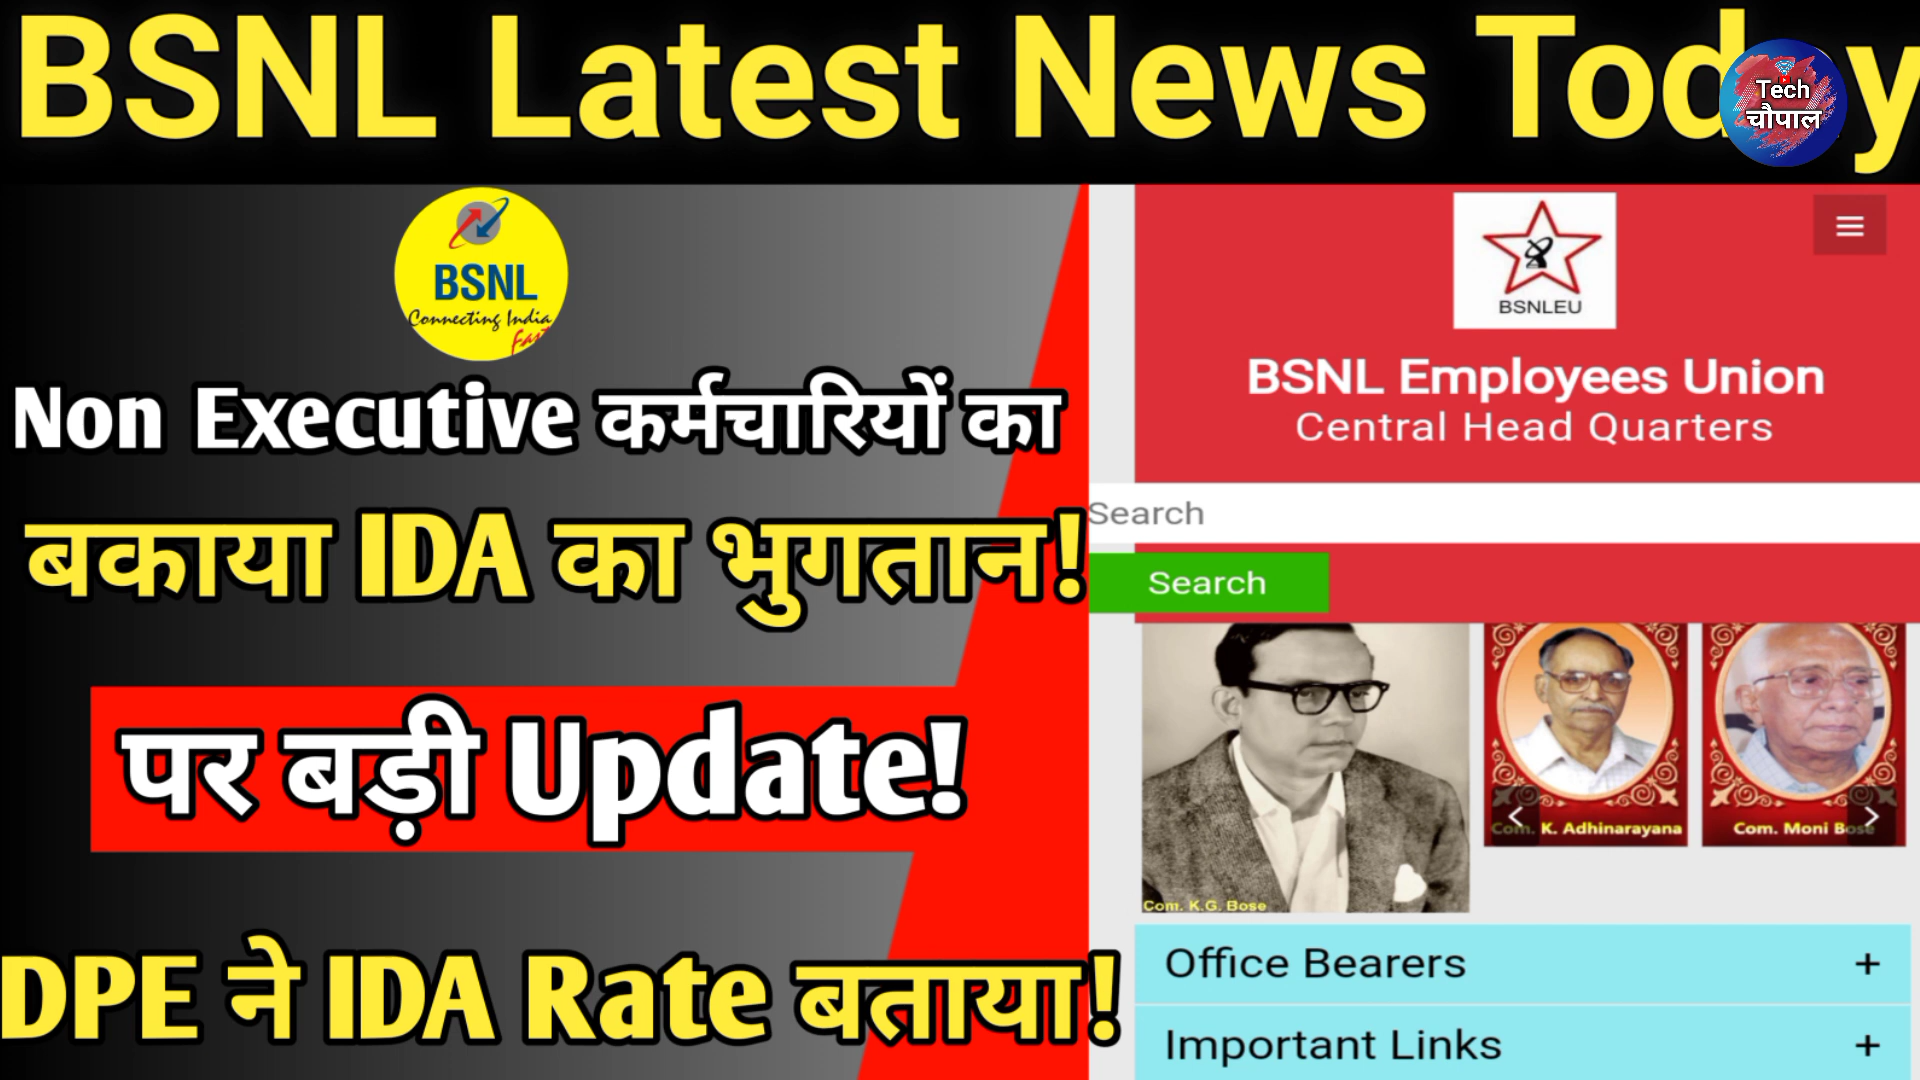 BSNL Latest News Today
Tech
चौपाल
BSNL
Connecting India
Fast
Non Executive कर्मचारियों का
बकाया IDA का भुगतान!
पर बड़ी Update!
DPE ने IDA Rate बताया!
BSNLEU
BSNL Employees Union
Central Head Quarters
Search
Search
Com. K.G. Bose
Com. K. Adhinarayana
Com. Moni Bose
Office Bearers
Important Links